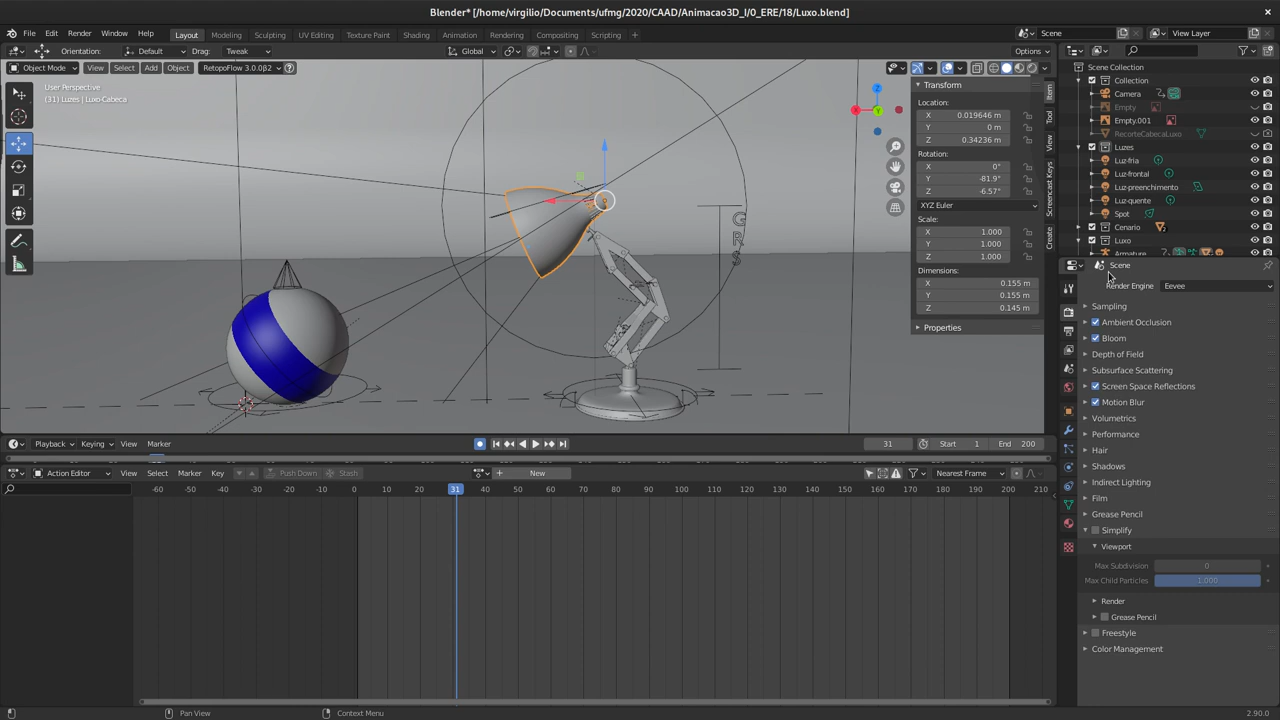 Blender* [/home/virgilio/Documents/ufmg/2020/CAAD/Animacao3D_I/0_ERE/18/Luxo.blend]
File Edit Render Window Help Layout Modeling Sculpting UV Editing Texture Paint Shading Animation Rendering Compositing Scripting + Scene View Layer
Orientation: Default Drag: Tweak Global Options
Object Mode View Select Add Object RetopoFlow 3.0.0β2
User Perspective
(31) Luzes | Luxo-Cabeca
X Y Z
GRS
Transform
Location:
X 0.019646 m
Y 0 m
Z 0.34236 m
Rotation:
X 0°
Y -81.9°
Z -6.57°
XYZ Euler
Scale:
X 1.000
Y 1.000
Z 1.000
Dimensions:
X 0.155 m
Y 0.155 m
Z 0.145 m
Properties
Item
Tool
View
Screencast Keys
Create
Scene Collection
Collection
Camera
Empty
Empty.001
RecorteCabecaLuxo
Luzes
Luz-fria
Luz-frontal
Luz-preenchimento
Luz-quente
Spot
Cenario
Luxo
Armature
Scene
Render Engine Eevee
Sampling
Ambient Occlusion
Bloom
Depth of Field
Subsurface Scattering
Screen Space Reflections
Motion Blur
Volumetrics
Performance
Hair
Shadows
Indirect Lighting
Film
Grease Pencil
Simplify
Viewport
Max Subdivision 0
Max Child Particles 1.000
Render
Grease Pencil
Freestyle
Color Management
Playback Keying View Marker 31 Start 1 End 200
Action Editor View Select Marker Key Push Down Stash + New Nearest Frame
-60 -50 -40 -30 -20 -10 0 10 20 31 40 50 60 70 80 90 100 110 120 130 140 150 160 170 180 190 200 210
Pan View Context Menu 2.90.0